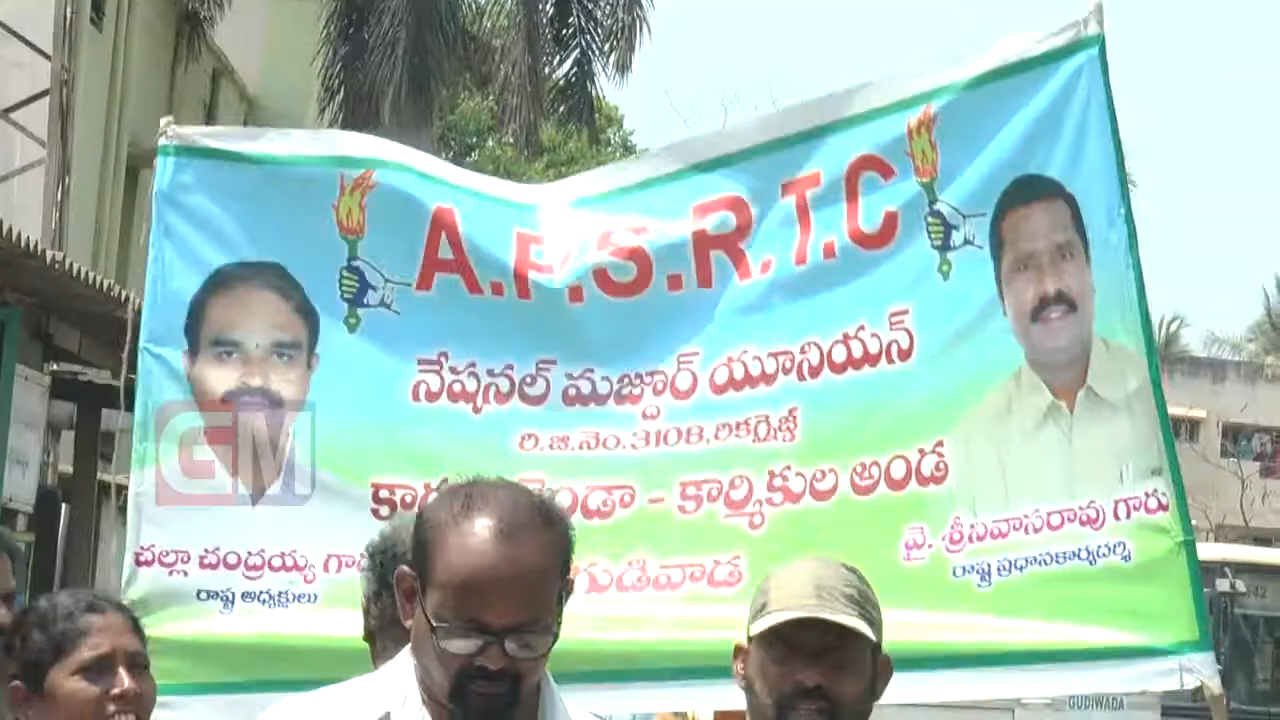 A.P.S.R.T.C
నేషనల్ మజ్దూర్ యూనియన్
రి.జి.నెం.3108,రికగ్నైజ్డ్
- కార్మికుల అండ
గుడివాడ
చల్లా చంద్రయ్య
రాష్ట్ర అధ్యక్షులు
వై. శ్రీనివాసరావు గారు
రాష్ట్ర ప్రధానకార్యదర్శి
GM
GUDIWADA